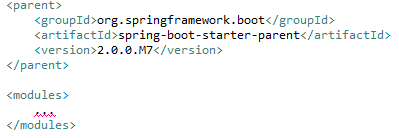 <parent>
<groupId>org.springframework.boot</groupId>
<artifactId>spring-boot-starter-parent</artifactId>
<version>2.0.0.M7</version>
</parent>
<modules>
...
</modules>